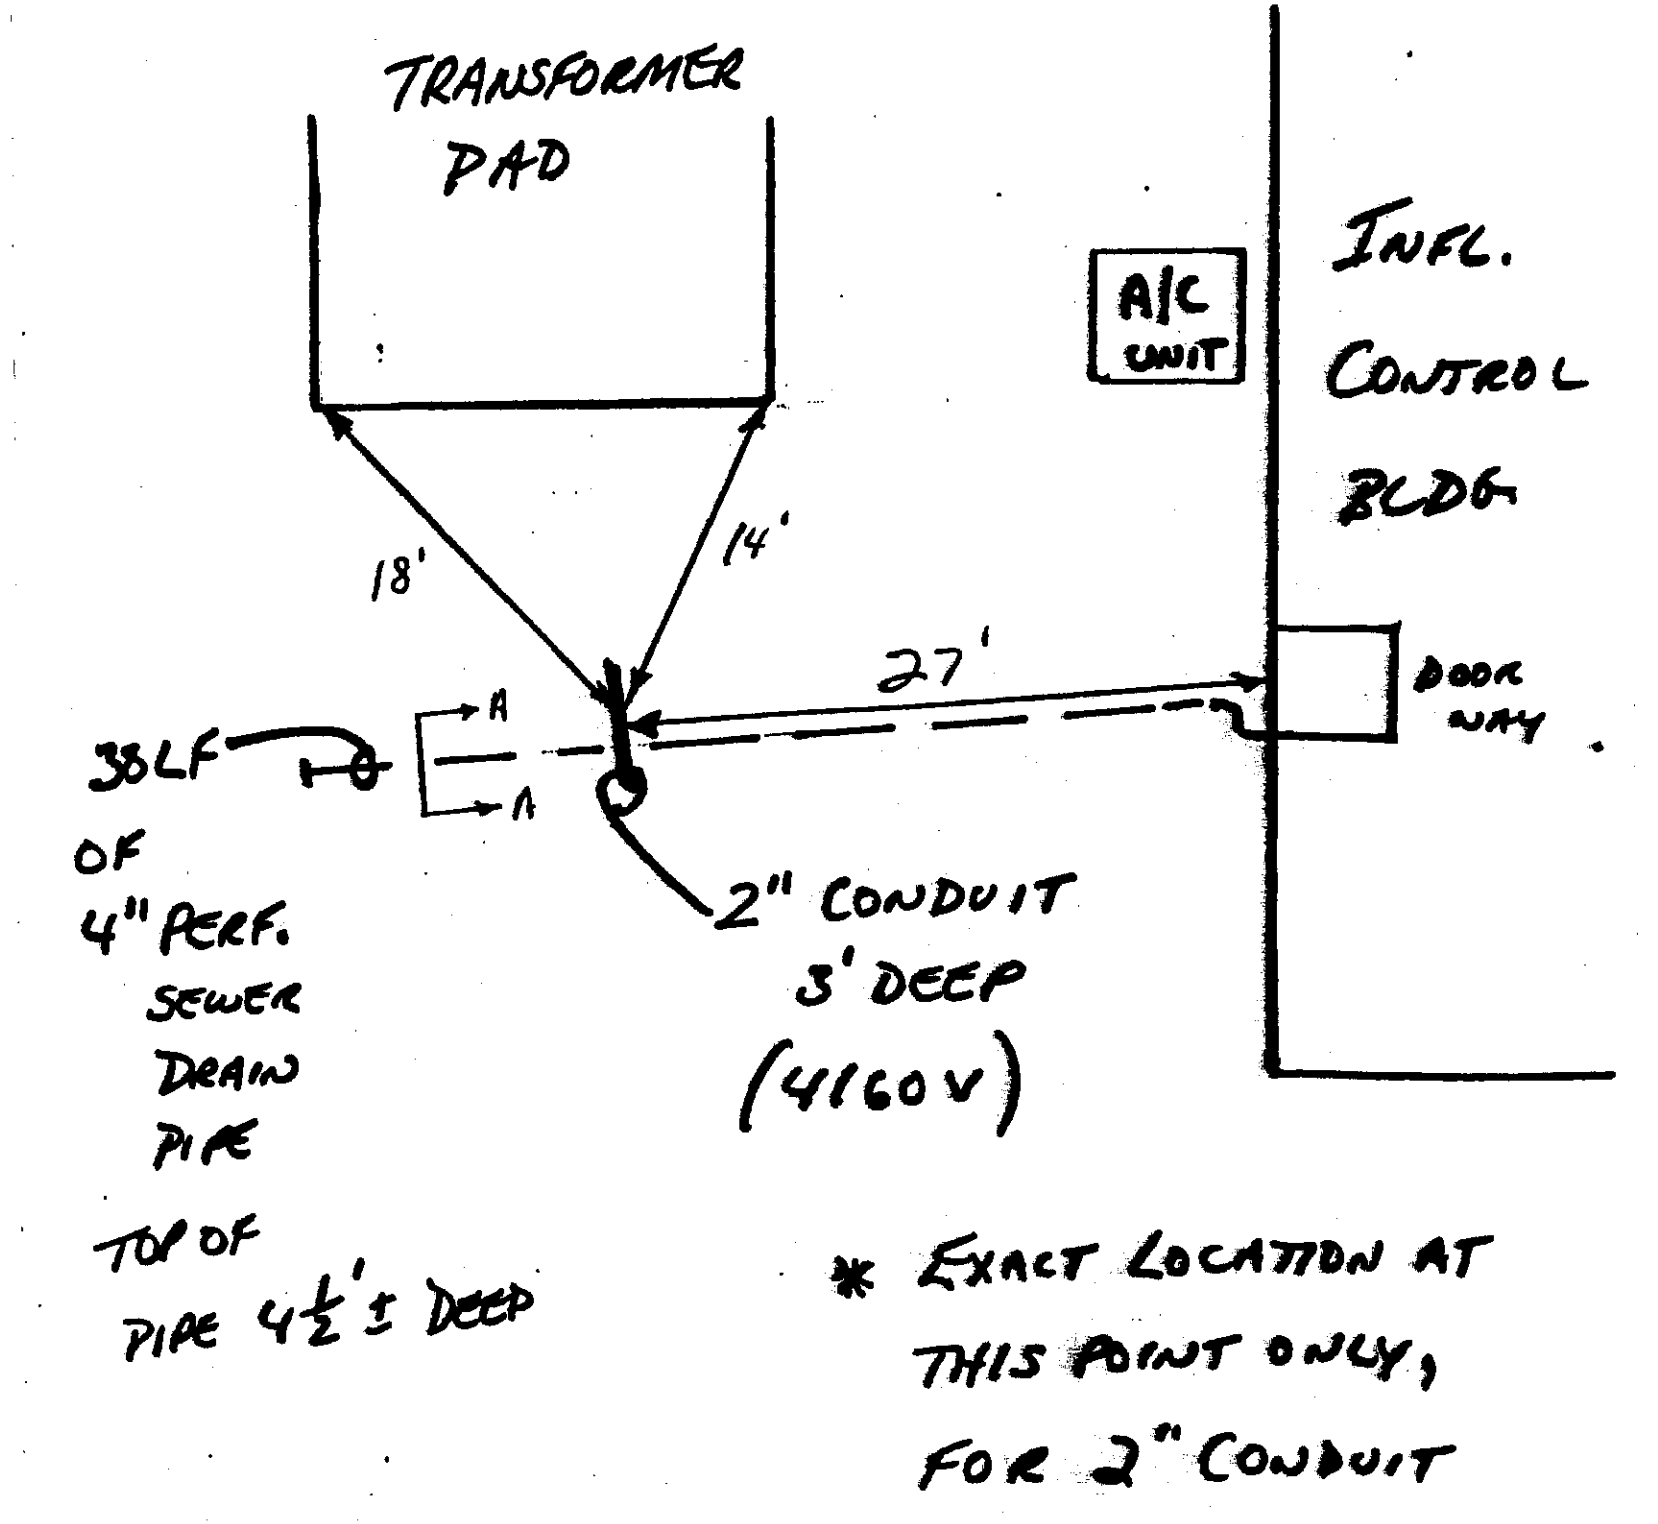 TRANSFORMER
PAD
INFL.
CONTROL
BLDG
A/C
UNIT
18'
14'
27'
DOOR
WAY
A
A
38LF
OF
4" PERF.
SEWER
DRAIN
PIPE
TOP OF
PIPE 4½'± DEEP
2" CONDUIT
3' DEEP
(4160V)
* EXACT LOCATION AT
THIS POINT ONLY,
FOR 2" CONDUIT